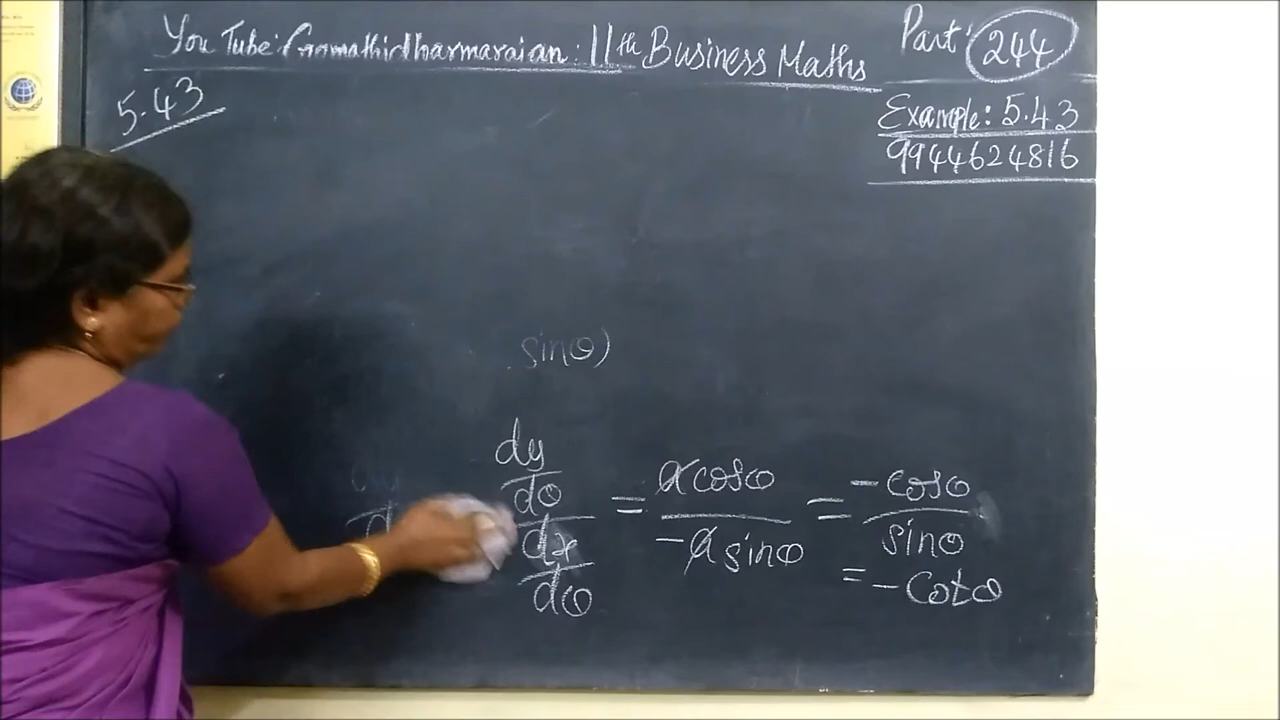 You Tube: Gomathidharmarajan: 11th Business Maths
Part: 244
5.43
Example: 5.43
9944624816
sinθ)
dy/dθ / dx/dθ = a cosθ / -a sinθ = -cosθ / sinθ
= -cotθ